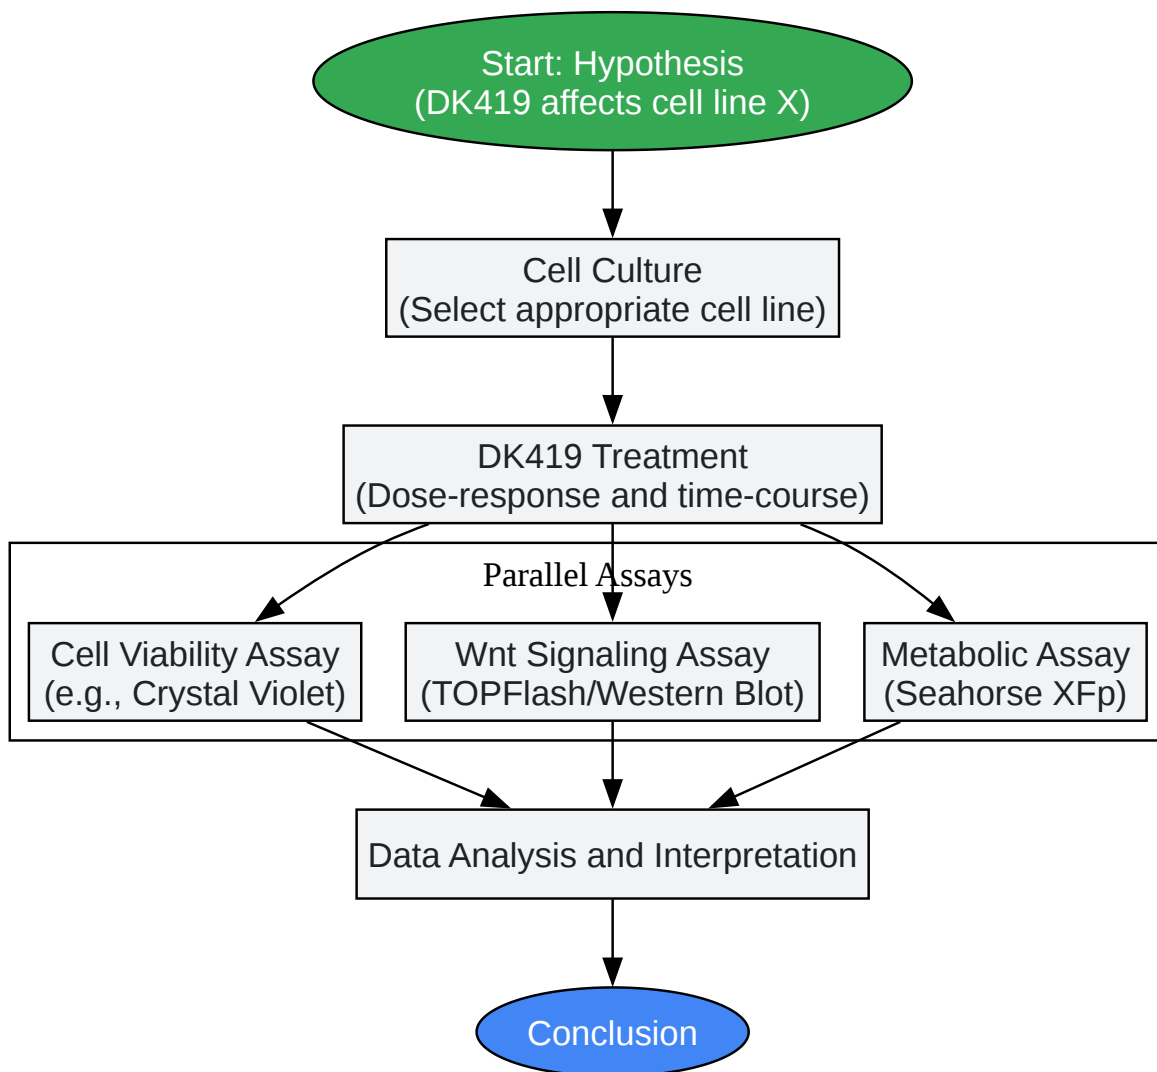 Start: Hypothesis
(DK419 affects cell line X)
Cell Culture
(Select appropriate cell line)
DK419 Treatment
(Dose-response and time-course)
Parallel Assays
Cell Viability Assay
(e.g., Crystal Violet)
Wnt Signaling Assay
(TOPFlash/Western Blot)
Metabolic Assay
(Seahorse XFp)
Data Analysis and Interpretation
Conclusion